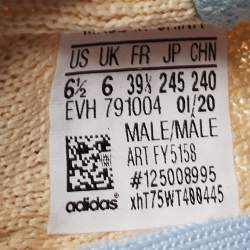 US UK FR JP CHN
6½ 6 39⅓ 245 240
EVH 791004 01/20
MALE/MÂLE
ART FY5158
#125008995
adidas xhT75WT400445